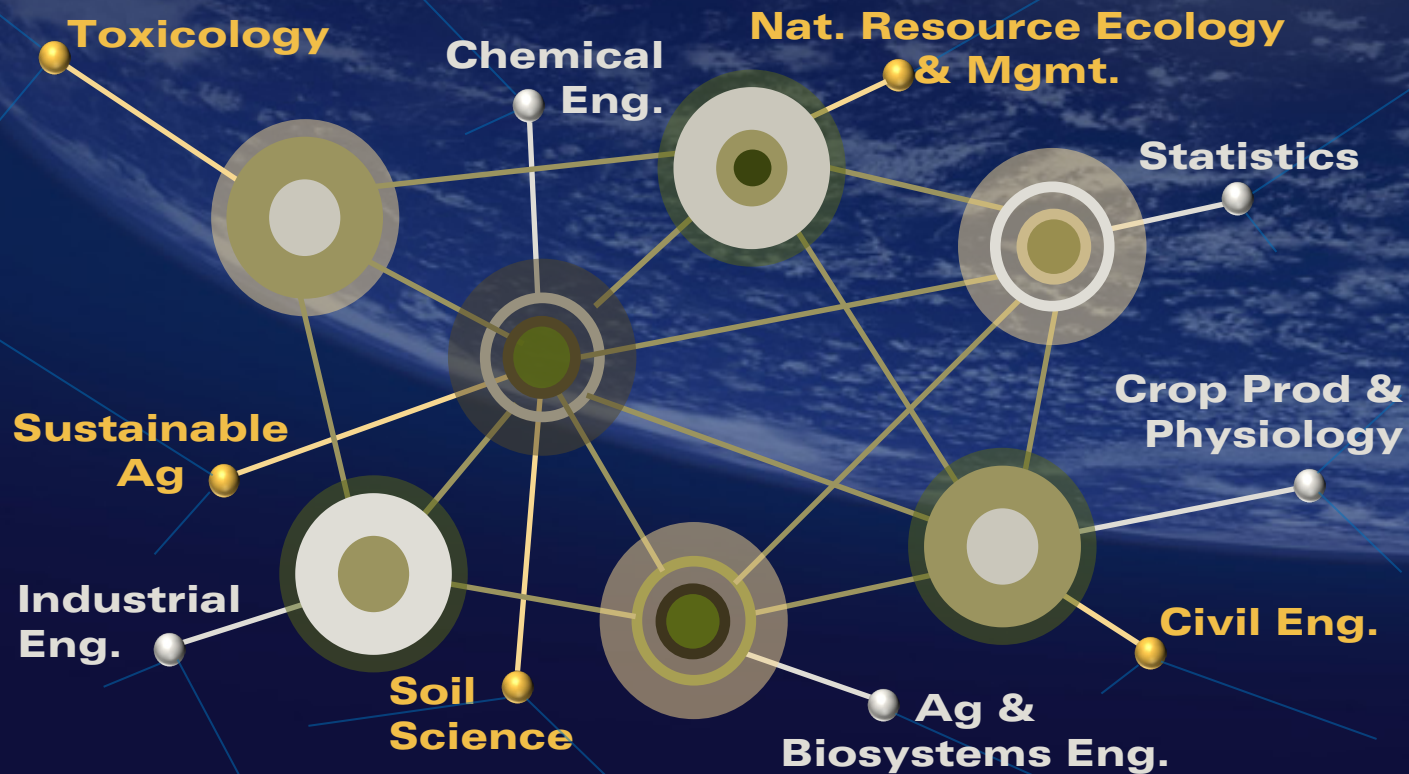 Toxicology
Nat. Resource Ecology
& Mgmt.
Chemical
Eng.
Statistics
Crop Prod &
Physiology
Sustainable
Ag
Industrial
Eng.
Civil Eng.
Soil
Science
Ag &
Biosystems Eng.